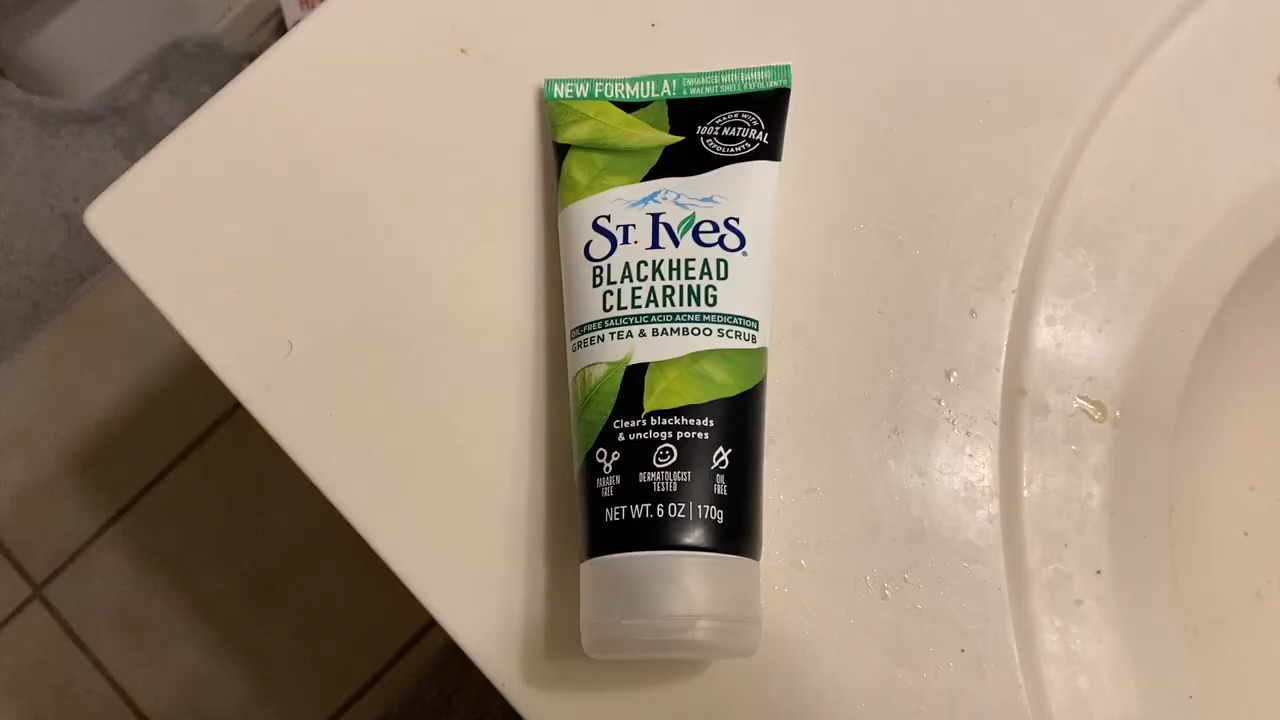 NEW FORMULA!
ENHANCED WITH BAMBOO
& WALNUT SHELL EXFOLIANTS
MADE WITH
100% NATURAL
EXFOLIANTS
ST. IVES®
BLACKHEAD
CLEARING
OIL-FREE SALICYLIC ACID ACNE MEDICATION
GREEN TEA & BAMBOO SCRUB
Clears blackheads
& unclogs pores
PARABEN
FREE
DERMATOLOGIST
TESTED
OIL
FREE
NET WT. 6 OZ | 170g